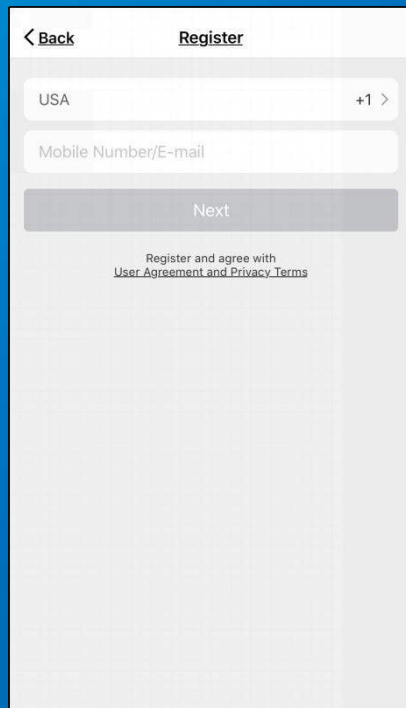 Back Register
USA +1
Mobile Number/E-mail
Next
Register and agree with
User Agreement and Privacy Terms